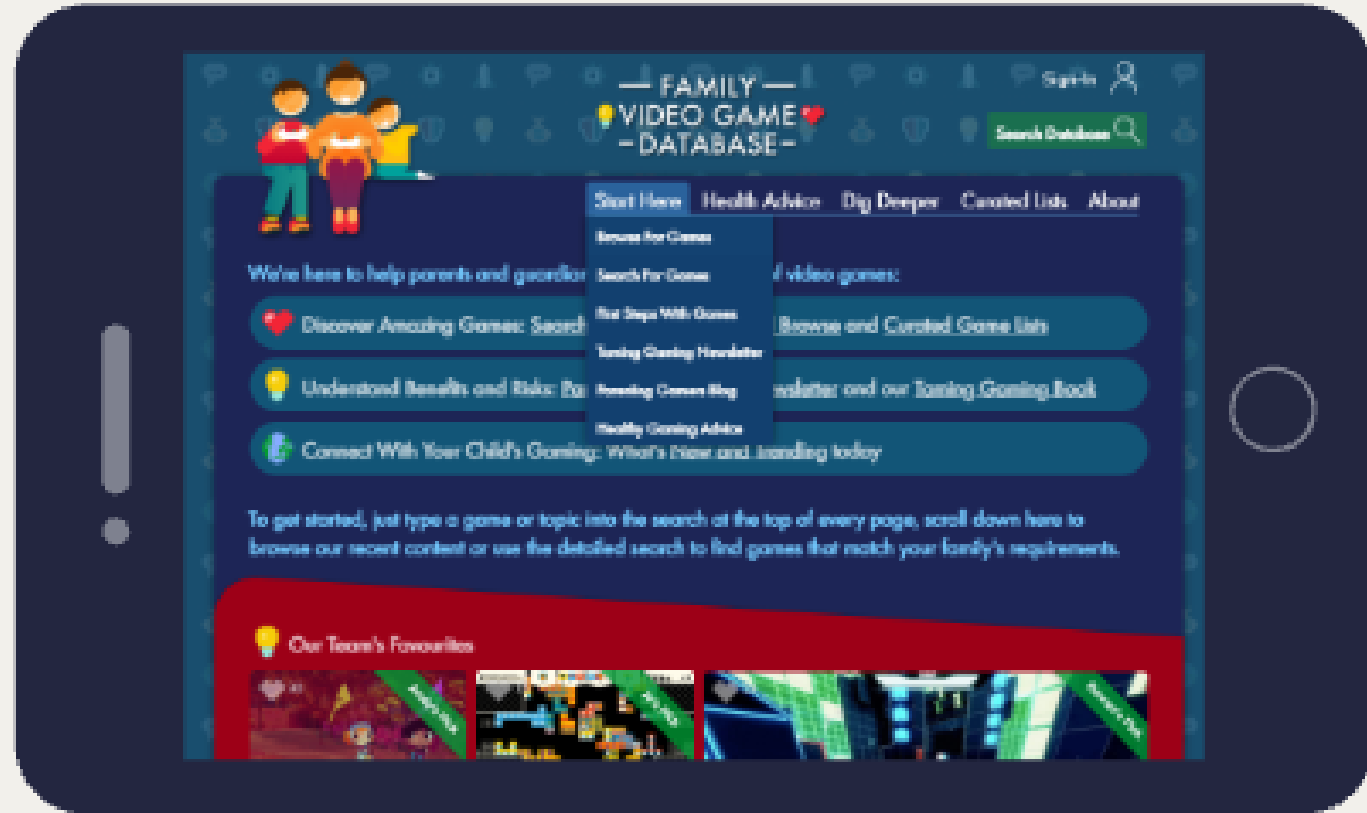 FAMILY
VIDEO GAME
DATABASE
Sign-In
Search Database
Start Here Health Advice Dig Deeper Curated Lists About
Browse For Games
Search For Games
First Steps With Games
Taming Gaming Newsletter
Parenting Games Blog
Healthy Gaming Advice
We're here to help parents and guardian video games:
Discover Amazing Games: Search Browse and Curated Game Lists
Understand Benefits and Risks: and our Taming Gaming Book
Connect With Your Child's Gaming: What's New and Trending today
To get started, just type a game or topic into the search at the top of every page, scroll down here to
browse our recent content or use the detailed search to find games that match your family's requirements.
Our Team's Favourites